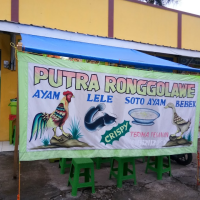 PUTRA RONGGOLAWE
AYAM LELE SOTO AYAM BEBEK
CRISPY